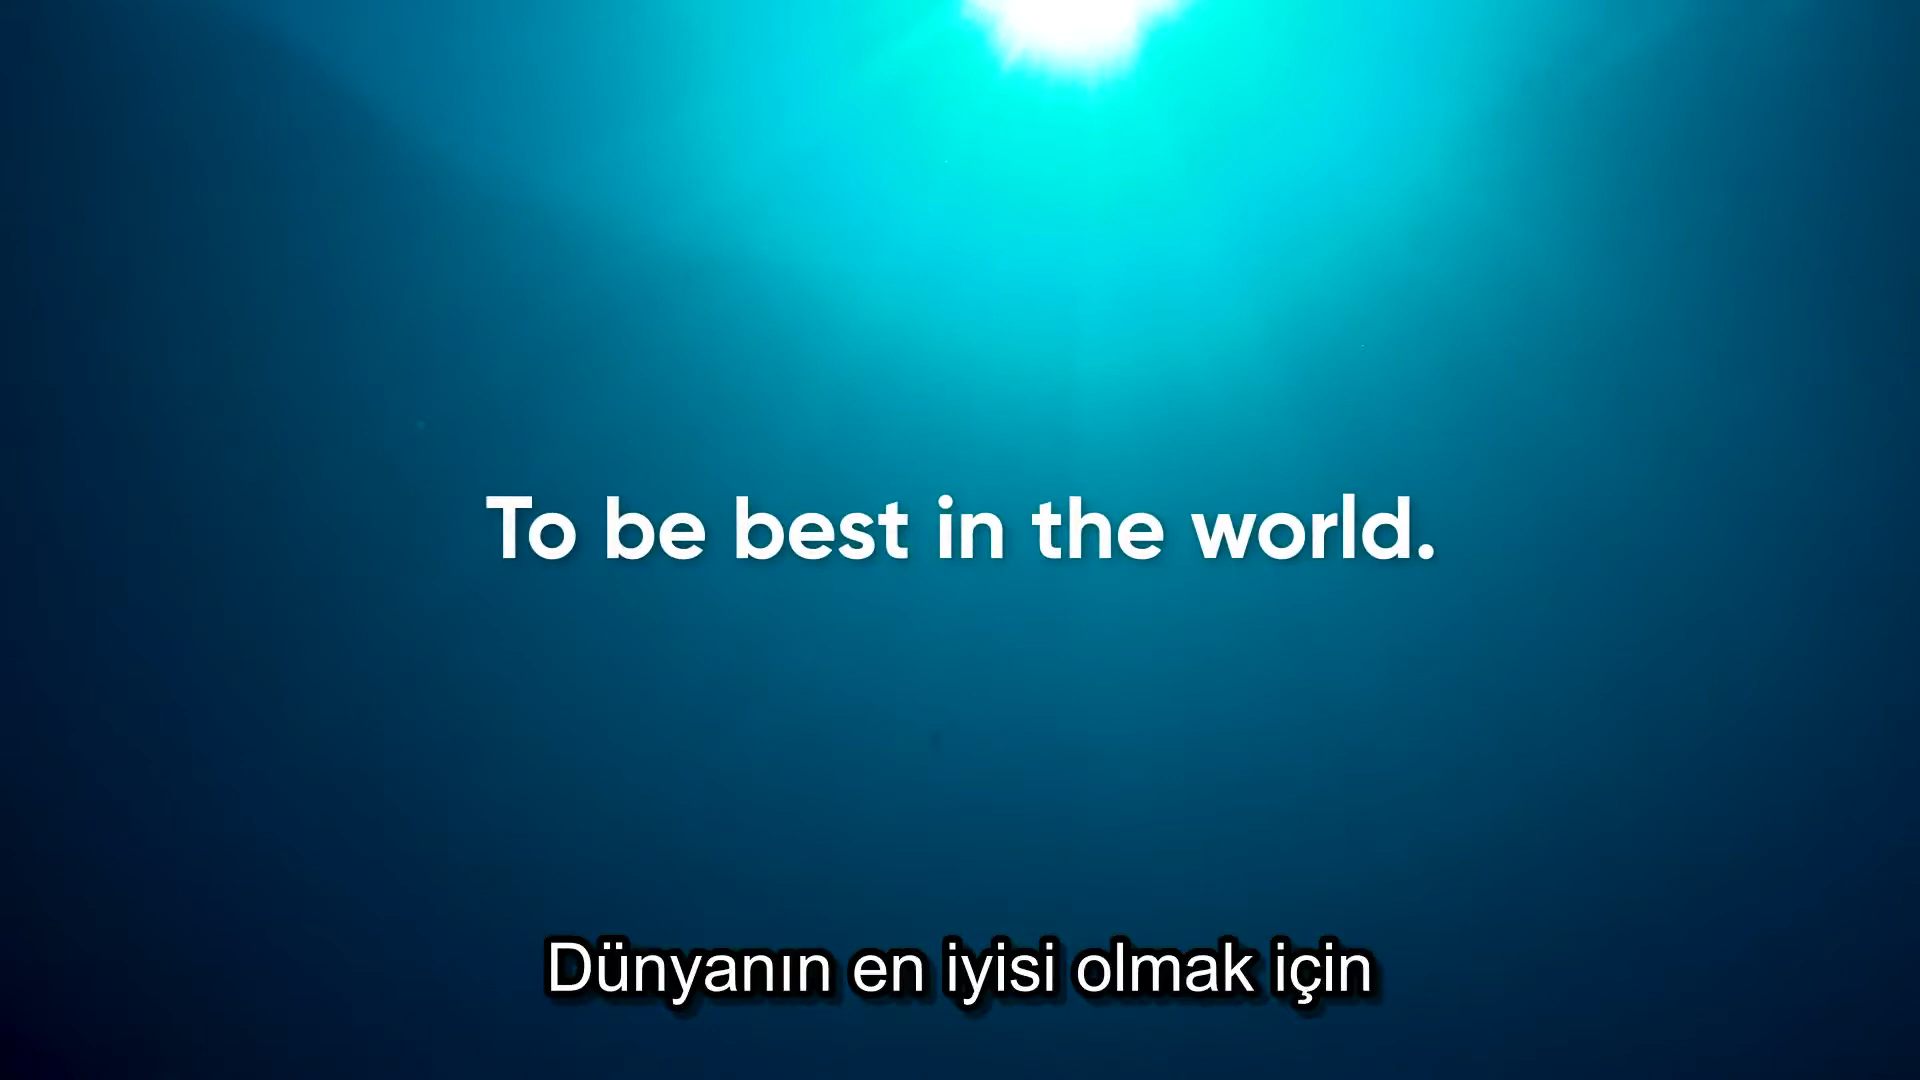 To be best in the world.
Dünyanın en iyisi olmak için